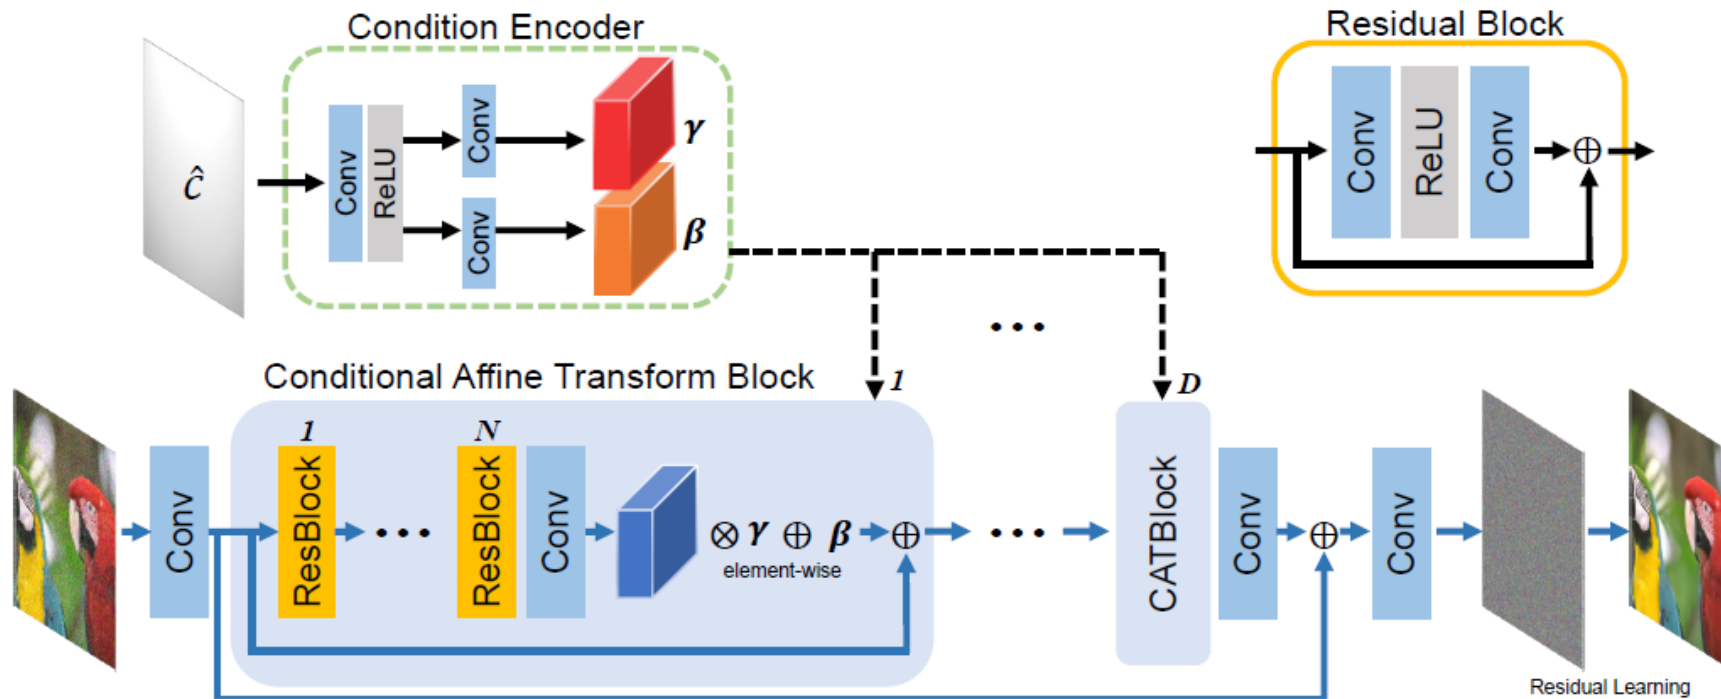 Condition Encoder
Residual Block
ĉ
Conv
ReLU
Conv
γ
Conv
β
Conv
ReLU
Conv
⊕
...
Conditional Affine Transform Block
1
D
Conv
1
ResBlock
...
N
ResBlock
Conv
⊗ γ ⊕ β
element-wise
⊕
...
CATBlock
Conv
⊕
Conv
Residual Learning